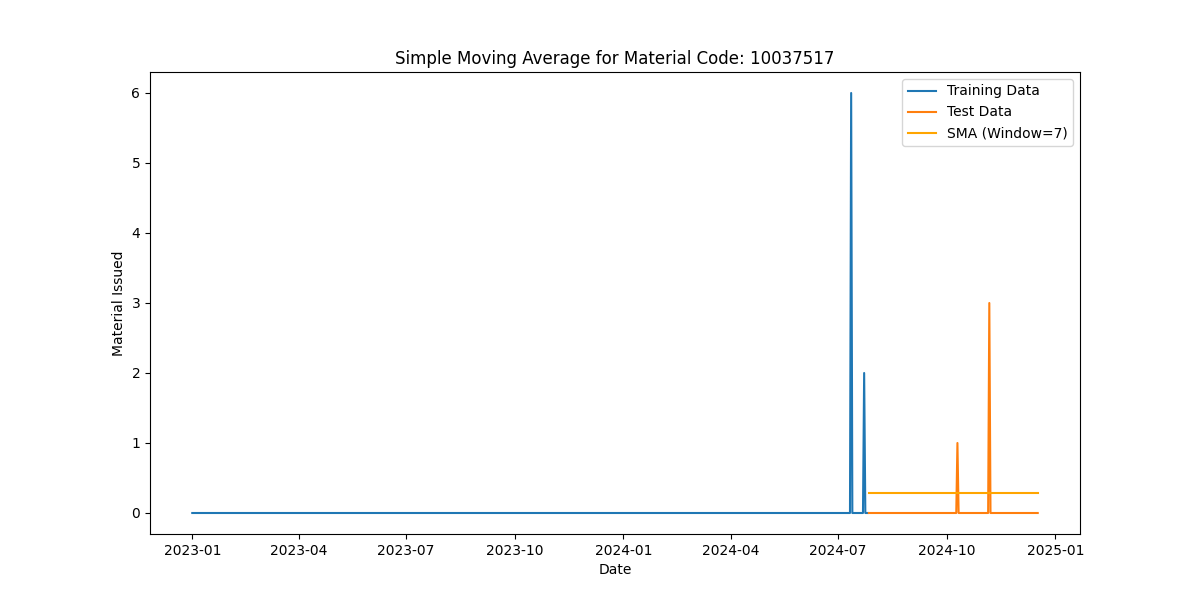 Simple Moving Average for Material Code: 10037517
Training Data
Test Data
SMA (Window=7)
Material Issued
6
5
4
3
2
1
0
2023-01 2023-04 2023-07 2023-10 2024-01 2024-04 2024-07 2024-10 2025-01
Date